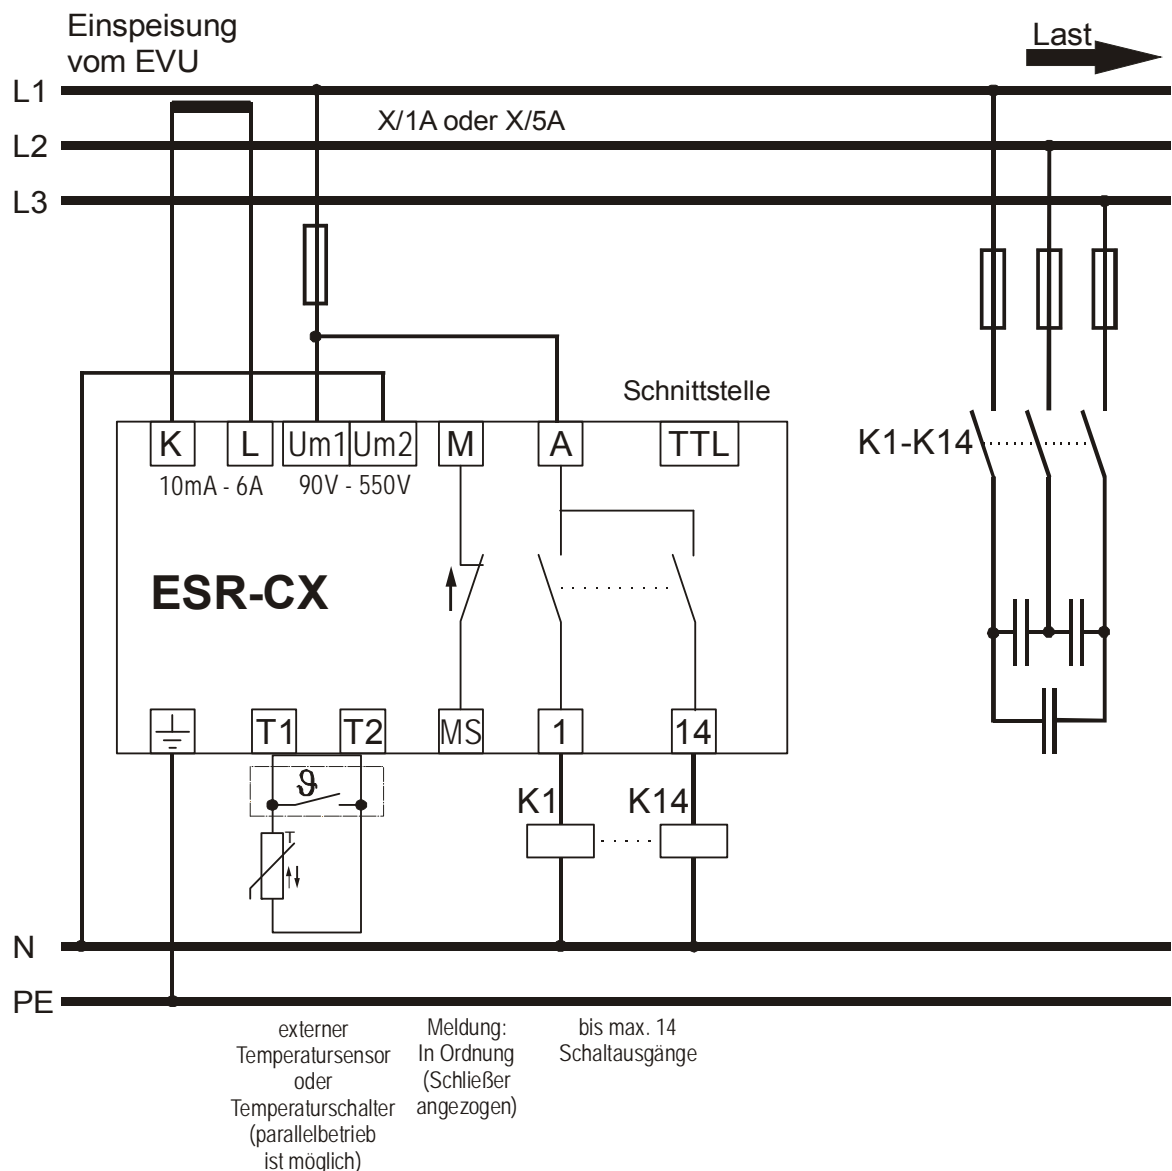 Einspeisung
vom EVU
Last
L1
X/1A oder X/5A
L2
L3
Schnittstelle
K L Um1 Um2 M A TTL
10mA - 6A 90V - 550V
K1-K14
ESR-CX
T1 T2 MS 1 14
ϑ
K1 K14
T
N
PE
externer
Temperatursensor
oder
Temperaturschalter
(parallelbetrieb
ist möglich)
Meldung:
In Ordnung
(Schließer
angezogen)
bis max. 14
Schaltausgänge